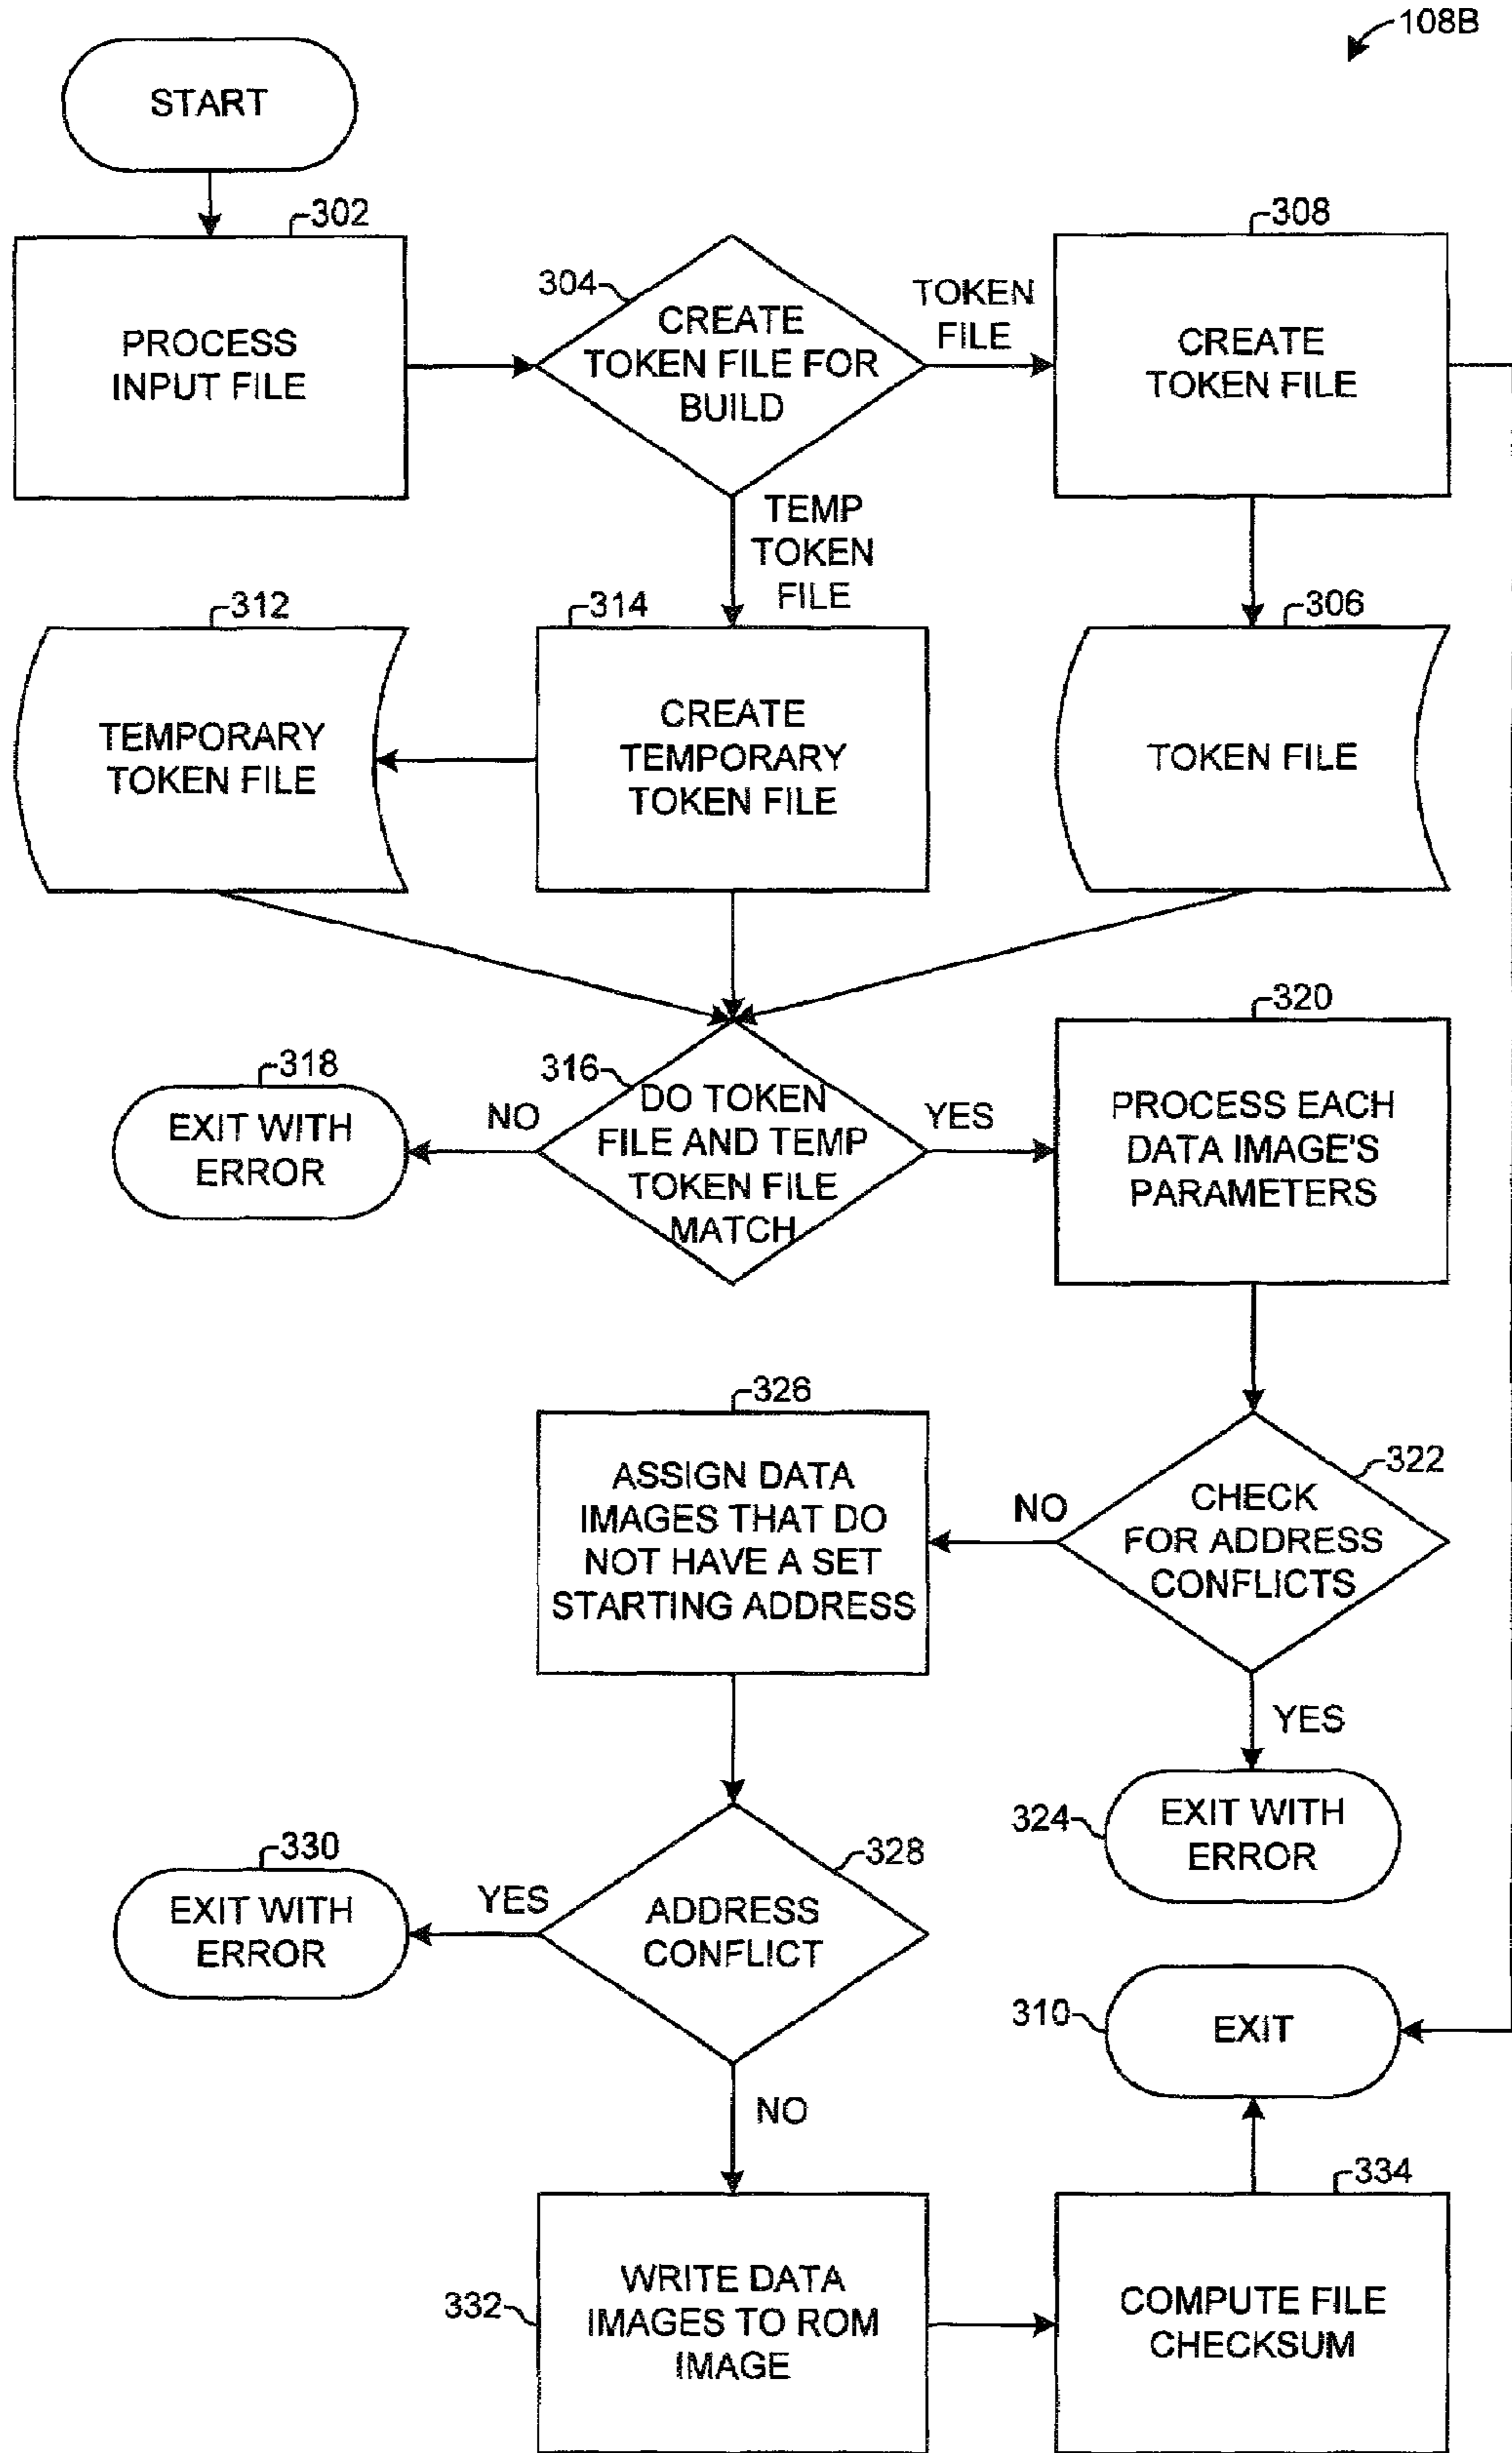 108B
START
302
PROCESS
INPUT FILE
304
CREATE
TOKEN FILE FOR
BUILD
TOKEN
FILE
308
CREATE
TOKEN FILE
TEMP
TOKEN
FILE
312
TEMPORARY
TOKEN FILE
314
CREATE
TEMPORARY
TOKEN FILE
306
TOKEN FILE
318
EXIT WITH
ERROR
NO
316
DO TOKEN
FILE AND TEMP
TOKEN FILE
MATCH
YES
320
PROCESS EACH
DATA IMAGE'S
PARAMETERS
326
ASSIGN DATA
IMAGES THAT DO
NOT HAVE A SET
STARTING ADDRESS
NO
322
CHECK
FOR ADDRESS
CONFLICTS
YES
324
EXIT WITH
ERROR
330
EXIT WITH
ERROR
YES
328
ADDRESS
CONFLICT
310
EXIT
NO
332
WRITE DATA
IMAGES TO ROM
IMAGE
334
COMPUTE FILE
CHECKSUM